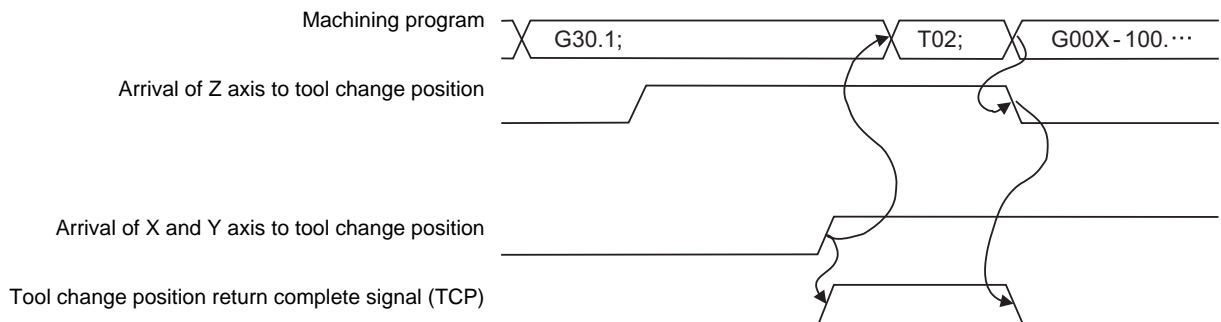 Machining program
G30.1; T02; G00X-100.⋯
Arrival of Z axis to tool change position
Arrival of X and Y axis to tool change position
Tool change position return complete signal (TCP)